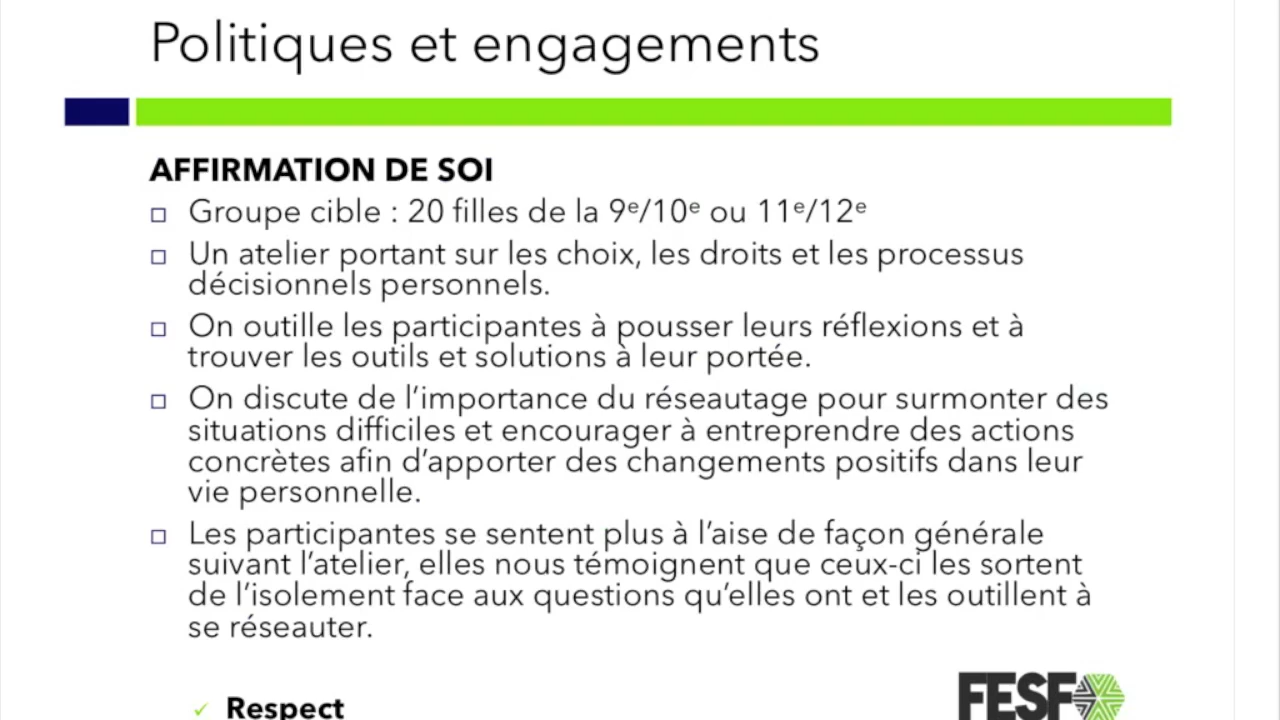 Politiques et engagements
AFFIRMATION DE SOI
Groupe cible : 20 filles de la 9ᵉ/10ᵉ ou 11ᵉ/12ᵉ
Un atelier portant sur les choix, les droits et les processus
décisionnels personnels.
On outille les participantes à pousser leurs réflexions et à
trouver les outils et solutions à leur portée.
On discute de l’importance du réseautage pour surmonter des
situations difficiles et encourager à entreprendre des actions
concrètes afin d’apporter des changements positifs dans leur
vie personnelle.
Les participantes se sentent plus à l’aise de façon générale
suivant l’atelier, elles nous témoignent que ceux-ci les sortent
de l’isolement face aux questions qu’elles ont et les outillent à
se réseauter.
✓ Respect
FESFO